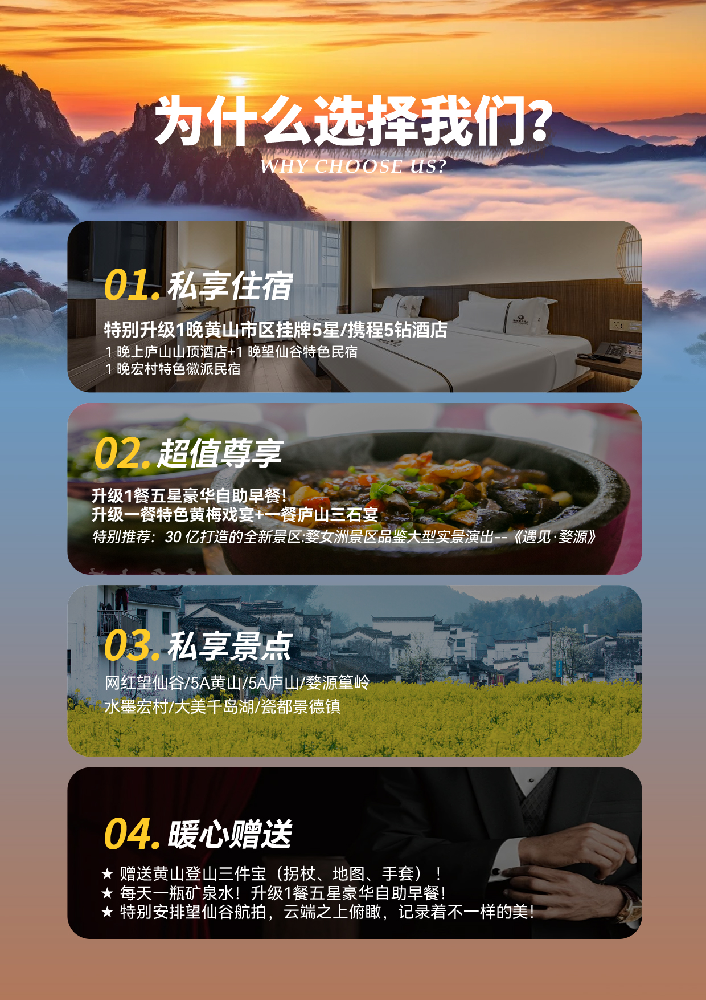 为什么选择我们?
WHY CHOOSE US?
01.私享住宿
特别升级1晚黄山市区挂牌5星/携程5钻酒店
1 晚上庐山山顶酒店+1 晚望仙谷特色民宿
1 晚宏村特色徽派民宿
02.超值尊享
升级1餐五星豪华自助早餐!
升级一餐特色黄梅戏宴+一餐庐山三石宴
特别推荐：30 亿打造的全新景区:婺女洲景区品鉴大型实景演出--《遇见·婺源》
03.私享景点
网红望仙谷/5A黄山/5A庐山/婺源篁岭
水墨宏村/大美千岛湖/瓷都景德镇
04.暖心赠送
★ 赠送黄山登山三件宝（拐杖、地图、手套）！
★ 每天一瓶矿泉水！升级1餐五星豪华自助早餐!
★ 特别安排望仙谷航拍，云端之上俯瞰，记录着不一样的美!